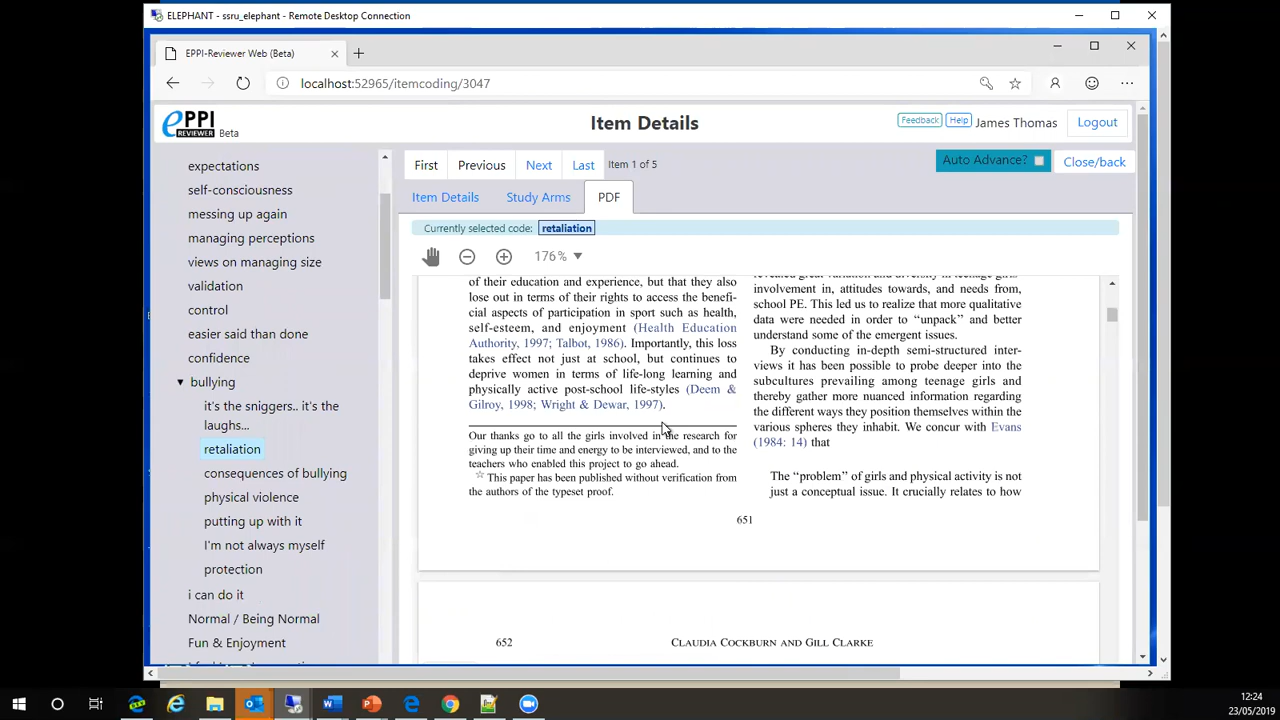 ELEPHANT - ssru_elephant - Remote Desktop Connection
EPPI-Reviewer Web (Beta)
localhost:52965/itemcoding/3047
ePPI REVIEWER Beta
Item Details
Feedback Help James Thomas Logout
expectations
self-consciousness
messing up again
managing perceptions
views on managing size
validation
control
easier said than done
confidence
bullying
it's the sniggers.. it's the
laughs...
retaliation
consequences of bullying
physical violence
putting up with it
I'm not always myself
protection
i can do it
Normal / Being Normal
Fun & Enjoyment
First Previous Next Last Item 1 of 5
Auto Advance? Close/back
Item Details Study Arms PDF
Currently selected code: retaliation
176%
of their education and experience, but that they also
lose out in terms of their rights to access the benefi-
cial aspects of participation in sport such as health,
self-esteem, and enjoyment (Health Education
Authority, 1997; Talbot, 1986). Importantly, this loss
takes effect not just at school, but continues to
deprive women in terms of life-long learning and
physically active post-school life-styles (Deem &
Gilroy, 1998; Wright & Dewar, 1997).
Our thanks go to all the girls involved in the research for
giving up their time and energy to be interviewed, and to the
teachers who enabled this project to go ahead.
☆ This paper has been published without verification from
the authors of the typeset proof.
revealed great variation and diversity in teenage girls'
involvement in, attitudes towards, and needs from,
school PE. This led us to realize that more qualitative
data were needed in order to “unpack” and better
understand some of the emergent issues.
By conducting in-depth semi-structured inter-
views it has been possible to probe deeper into the
subcultures prevailing among teenage girls and
thereby gather more nuanced information regarding
the different ways they position themselves within the
various spheres they inhabit. We concur with Evans
(1984: 14) that
The “problem” of girls and physical activity is not
just a conceptual issue. It crucially relates to how
651
652 CLAUDIA COCKBURN AND GILL CLARKE
12:24
23/05/2019